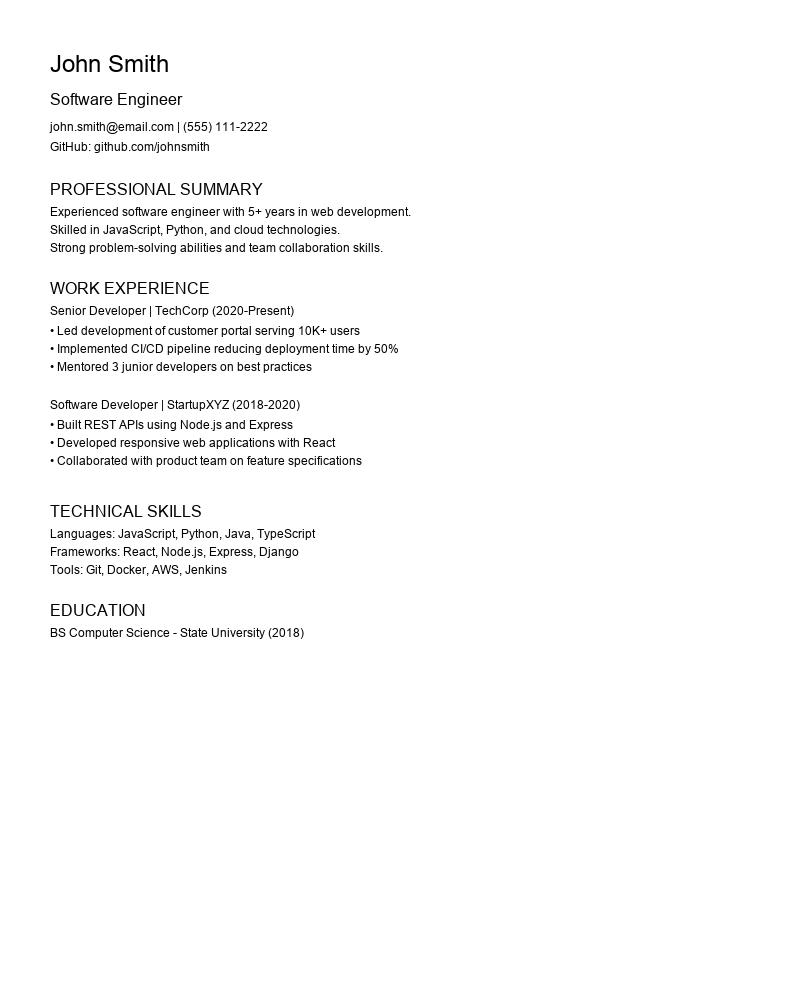 John Smith
Software Engineer
john.smith@email.com | (555) 111-2222
GitHub: github.com/johnsmith
PROFESSIONAL SUMMARY
Experienced software engineer with 5+ years in web development.
Skilled in JavaScript, Python, and cloud technologies.
Strong problem-solving abilities and team collaboration skills.
WORK EXPERIENCE
Senior Developer | TechCorp (2020-Present)
• Led development of customer portal serving 10K+ users
• Implemented CI/CD pipeline reducing deployment time by 50%
• Mentored 3 junior developers on best practices
Software Developer | StartupXYZ (2018-2020)
• Built REST APIs using Node.js and Express
• Developed responsive web applications with React
• Collaborated with product team on feature specifications
TECHNICAL SKILLS
Languages: JavaScript, Python, Java, TypeScript
Frameworks: React, Node.js, Express, Django
Tools: Git, Docker, AWS, Jenkins
EDUCATION
BS Computer Science - State University (2018)